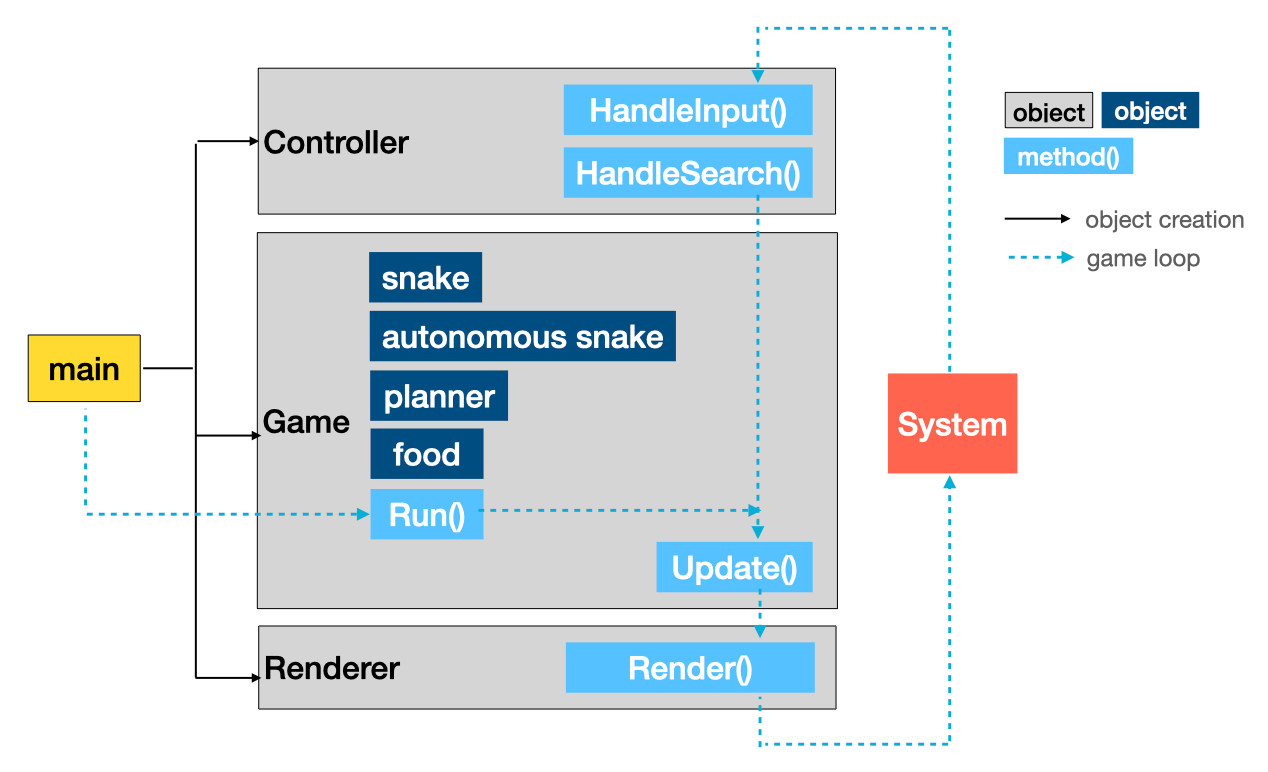 HandleInput()
Controller
HandleSearch()
object
object
method()
object creation
game loop
snake
autonomous snake
main
planner
Game
food
Run()
Update()
System
Renderer
Render()